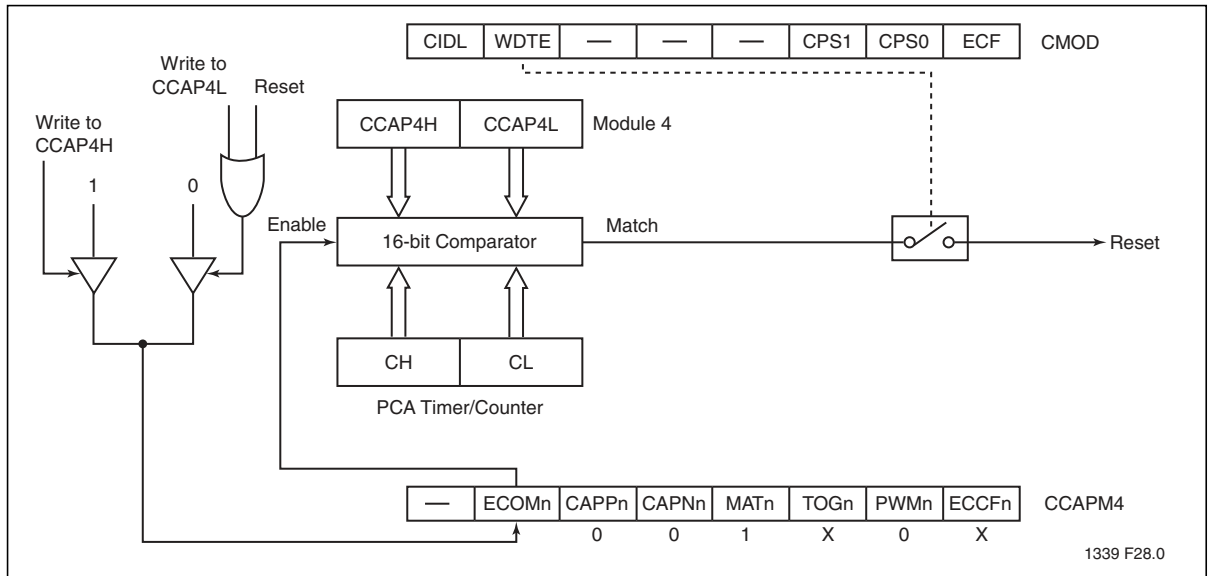 CIDL WDTE — — — CPS1 CPS0 ECF CMOD
Write to
CCAP4L Reset
Write to
CCAP4H
CCAP4H CCAP4L Module 4
1 0
Enable
16-bit Comparator
Match
Reset
CH CL
PCA Timer/Counter
— ECOMn CAPPn CAPNn MATn TOGn PWMn ECCFn CCAPM4
0 0 1 X 0 X
1339 F28.0